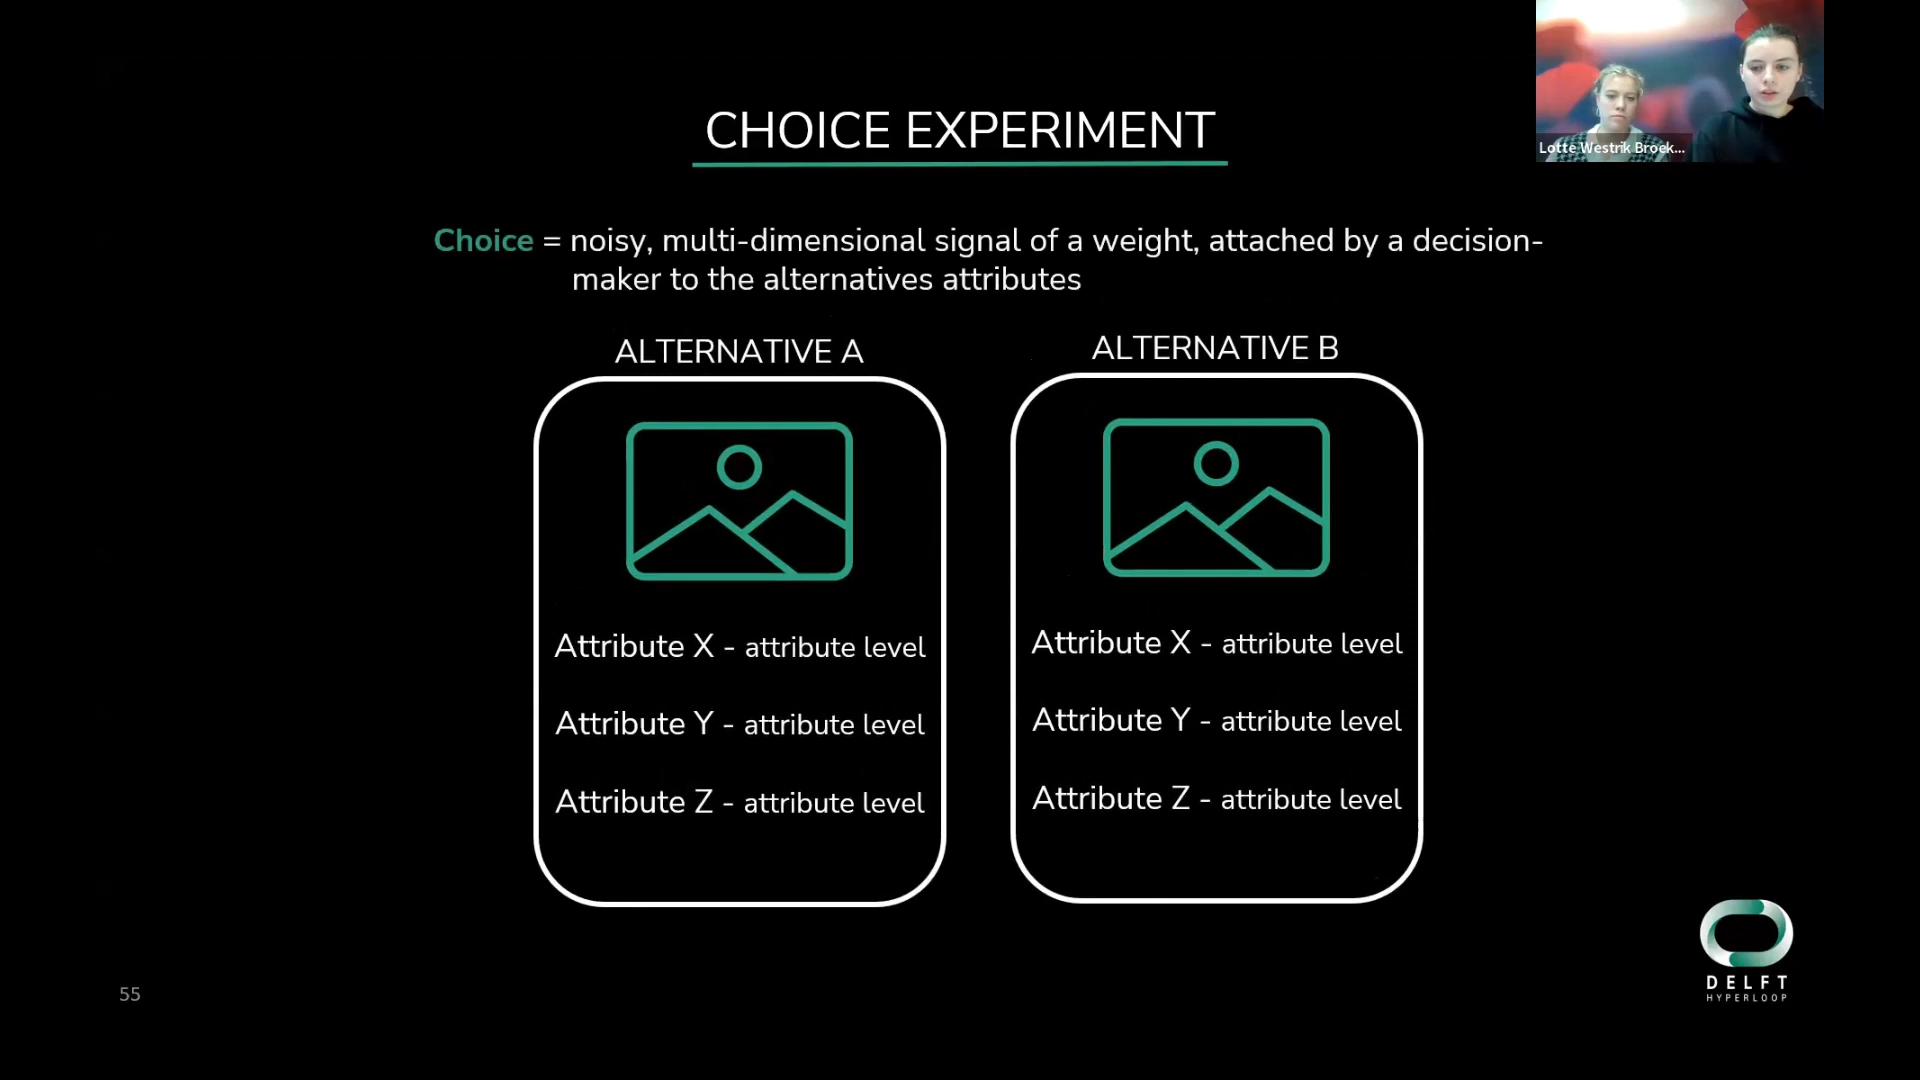 CHOICE EXPERIMENT
Lotte Westrik Broek...
Choice = noisy, multi-dimensional signal of a weight, attached by a decision-
maker to the alternatives attributes
ALTERNATIVE A
Attribute X - attribute level
Attribute Y - attribute level
Attribute Z - attribute level
ALTERNATIVE B
Attribute X - attribute level
Attribute Y - attribute level
Attribute Z - attribute level
55
DELFT
HYPERLOOP